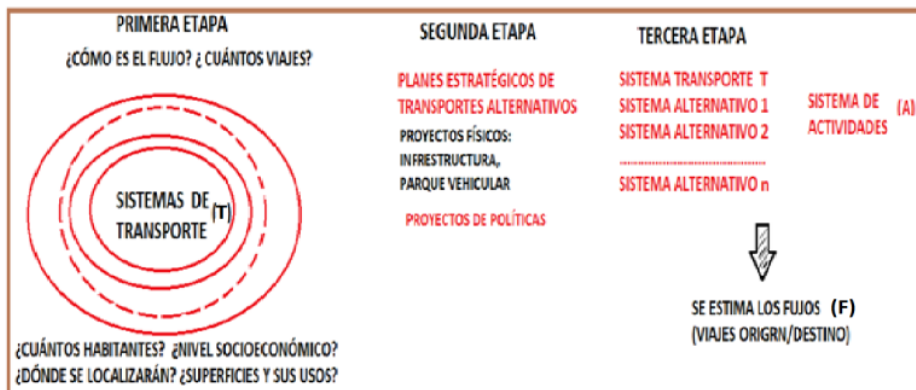 PRIMERA ETAPA
¿CÓMO ES EL FLUJO? ¿ CUÁNTOS VIAJES?
SISTEMAS DE
TRANSPORTE (T)
¿CUÁNTOS HABITANTES? ¿NIVEL SOCIOECONÓMICO?
¿DÓNDE SE LOCALIZARÁN? ¿SUPERFICIES Y SUS USOS?
SEGUNDA ETAPA
PLANES ESTRATÉGICOS DE
TRANSPORTES ALTERNATIVOS
PROYECTOS FÍSICOS:
INFRESTRUCTURA,
PARQUE VEHICULAR
PROYECTOS DE POLÍTICAS
TERCERA ETAPA
SISTEMA TRANSPORTE T
SISTEMA ALTERNATIVO 1
SISTEMA ALTERNATIVO 2
................................
SISTEMA ALTERNATIVO n
SISTEMA DE (A)
ACTIVIDADES
SE ESTIMA LOS FUJOS (F)
(VIAJES ORIGRN/DESTINO)